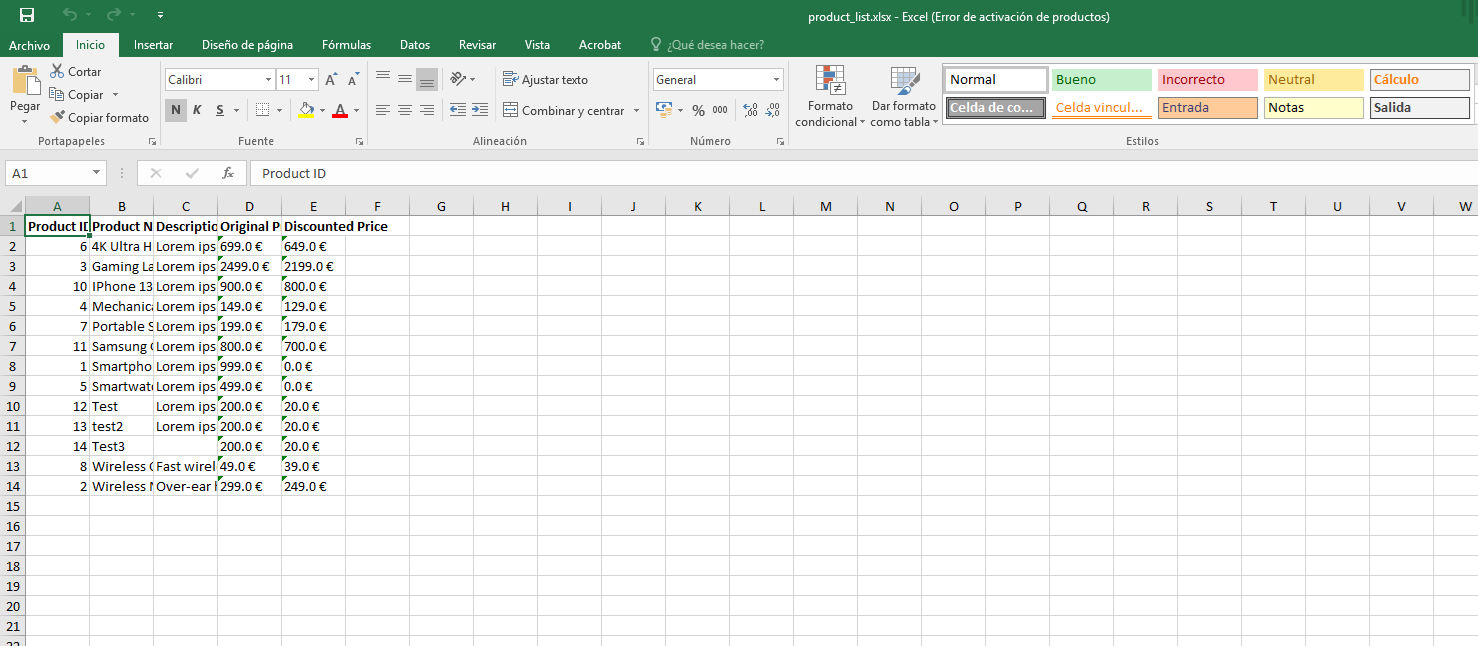 product_list.xlsx - Excel (Error de activación de productos)
Archivo Inicio Insertar Diseño de página Fórmulas Datos Revisar Vista Acrobat ¿Qué desea hacer?
Pegar
Cortar
Copiar
Copiar formato
Portapapeles
Calibri 11 A A
N K S A
Fuente
Ajustar texto
Combinar y centrar
Alineación
General
% 000 ,00 ,00
Número
Formato condicional
Dar formato como tabla
Normal Bueno Incorrecto Neutral Cálculo
Celda de co... Celda vincul... Entrada Notas Salida
Estilos
A1 fx Product ID
A B C D E F G H I J K L M N O P Q R S T U V W
1 Product ID Product N Descriptio Original P Discounted Price
2 6 4K Ultra H Lorem ips 699.0 € 649.0 €
3 3 Gaming La Lorem ips 2499.0 € 2199.0 €
4 10 IPhone 13 Lorem ips 900.0 € 800.0 €
5 4 Mechanica Lorem ips 149.0 € 129.0 €
6 7 Portable S Lorem ips 199.0 € 179.0 €
7 11 Samsung G Lorem ips 800.0 € 700.0 €
8 1 Smartpho Lorem ips 999.0 € 0.0 €
9 5 Smartwat Lorem ips 499.0 € 0.0 €
10 12 Test Lorem ips 200.0 € 20.0 €
11 13 test2 Lorem ips 200.0 € 20.0 €
12 14 Test3 200.0 € 20.0 €
13 8 Wireless C Fast wirel 49.0 € 39.0 €
14 2 Wireless N Over-ear h 299.0 € 249.0 €
15
16
17
18
19
20
21
22